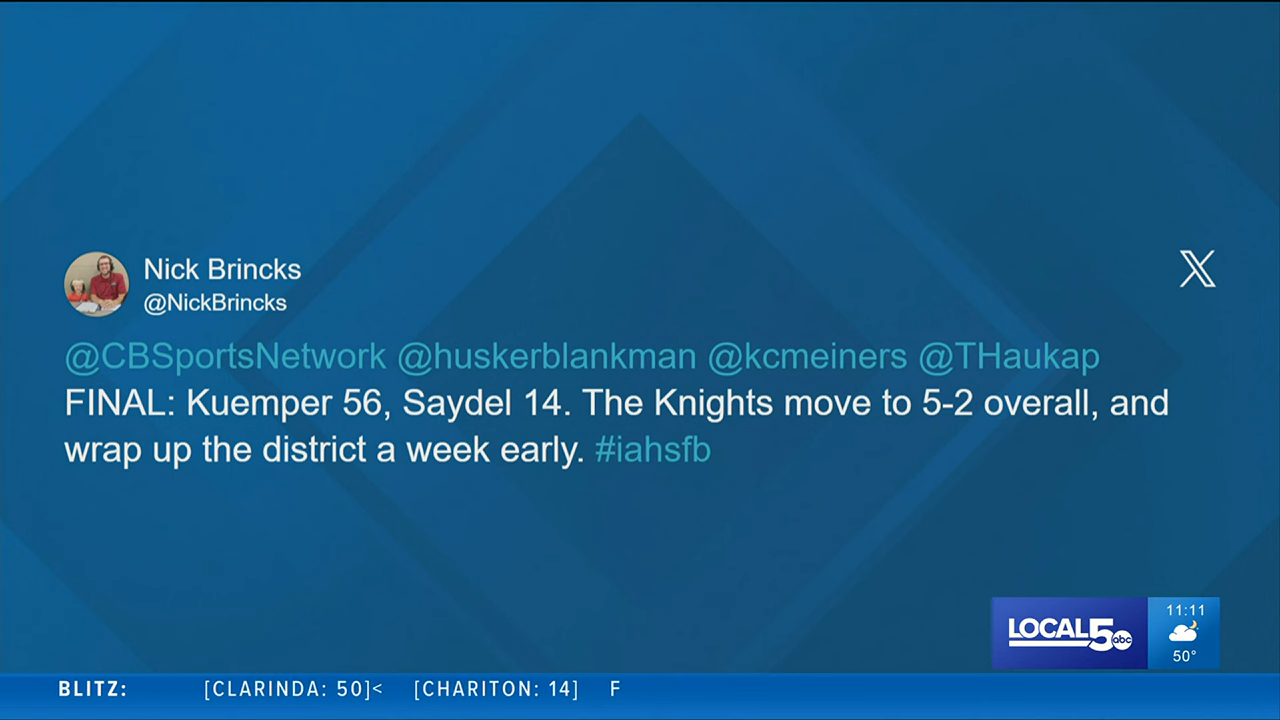 Nick Brincks
@NickBrincks
@CBSportsNetwork @huskerblankman @kcmeiners @THaukap
FINAL: Kuemper 56, Saydel 14. The Knights move to 5-2 overall, and
wrap up the district a week early. #iahsfb
LOCAL 5 abc
11:11
50°
BLITZ: [CLARINDA: 50]< [CHARITON: 14] F